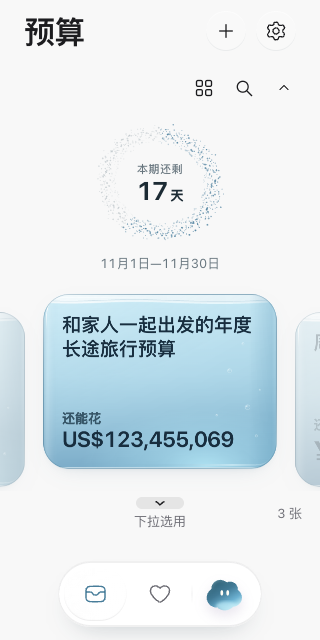 预算
本期还剩
17天
11月1日—11月30日
和家人一起出发的年度
长途旅行预算
还能花
US$123,455,069
下拉选用
3 张